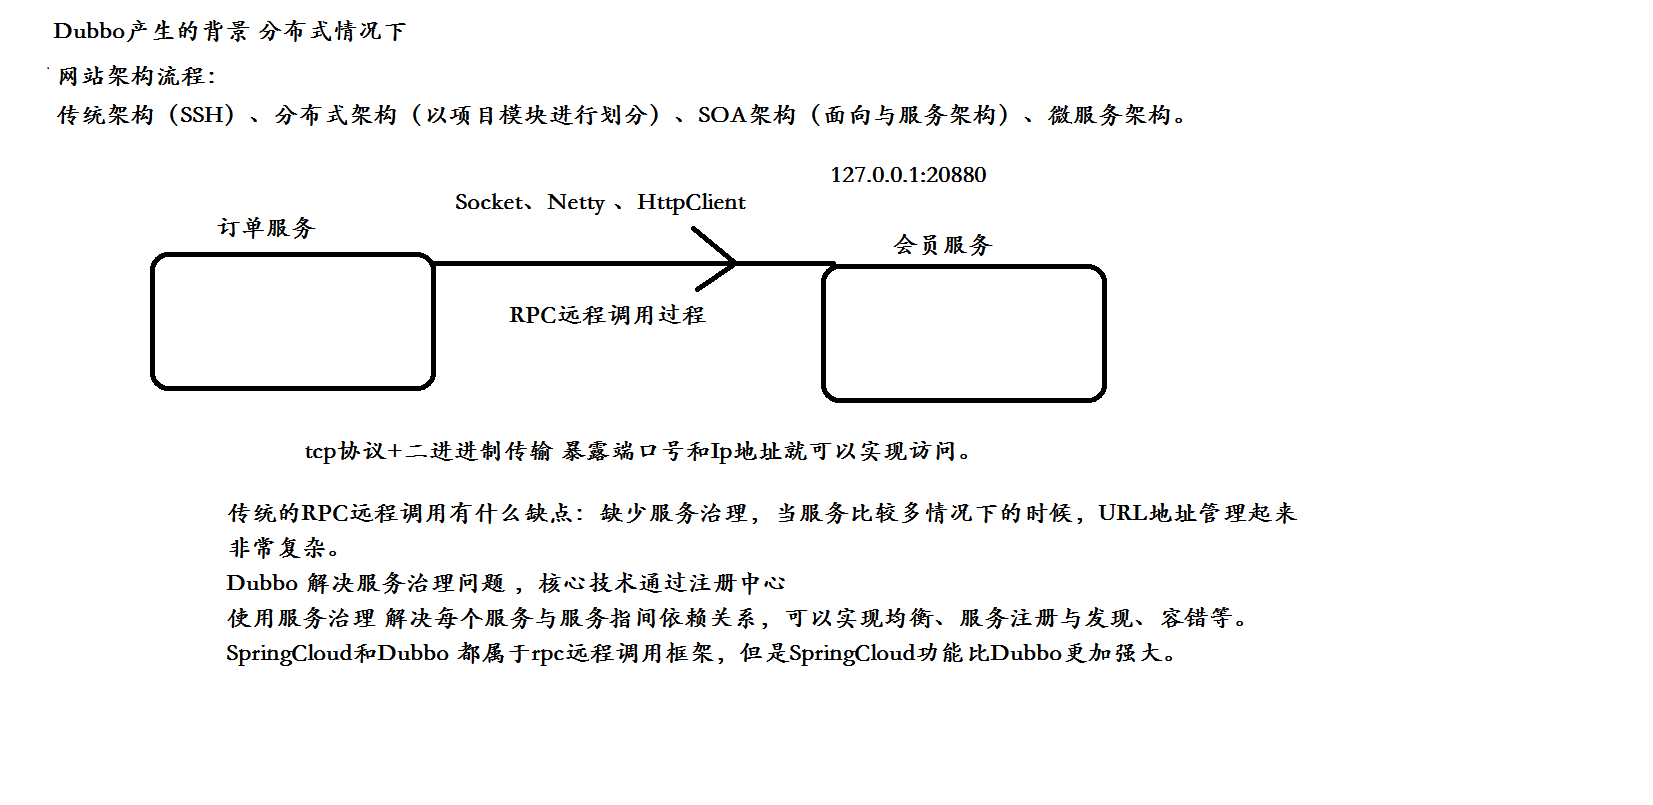 Dubbo产生的背景 分布式情况下
网站架构流程：
传统架构（SSH）、分布式架构（以项目模块进行划分）、SOA架构（面向与服务架构）、微服务架构。
127.0.0.1:20880
Socket、Netty 、HttpClient
订单服务
会员服务
RPC远程调用过程
tcp协议+二进进制传输 暴露端口号和Ip地址就可以实现访问。
传统的RPC远程调用有什么缺点：缺少服务治理，当服务比较多情况下的时候，URL地址管理起来
非常复杂。
Dubbo 解决服务治理问题 ，核心技术通过注册中心
使用服务治理 解决每个服务与服务指间依赖关系，可以实现均衡、服务注册与发现、容错等。
SpringCloud和Dubbo 都属于rpc远程调用框架，但是SpringCloud功能比Dubbo更加强大。